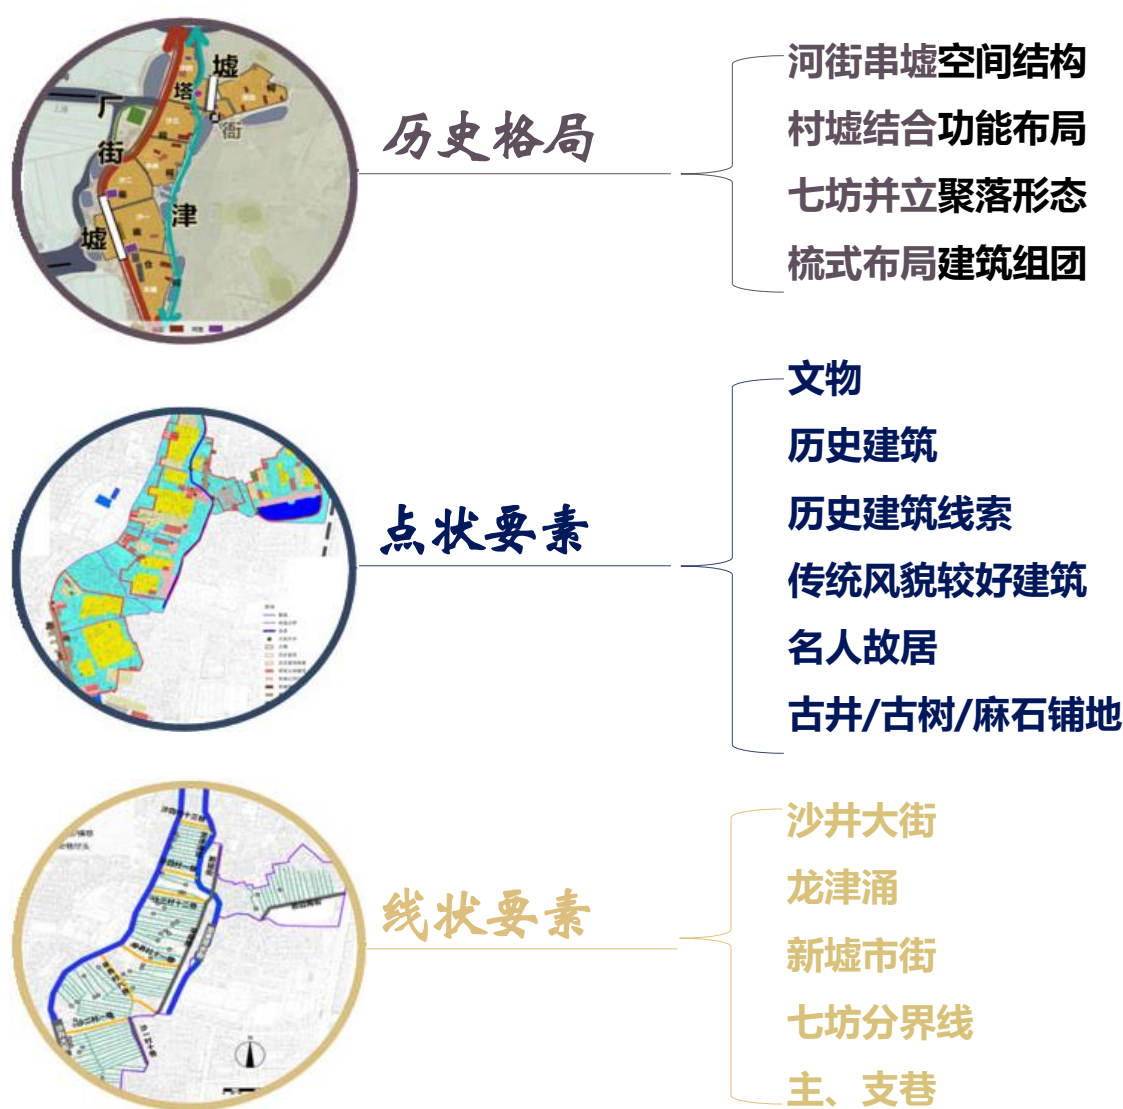 历史格局
河街串墟空间结构
村墟结合功能布局
七坊并立聚落形态
梳式布局建筑组团
墟
塔
厂
衙
街
津
墟
点状要素
文物
历史建筑
历史建筑线索
传统风貌较好建筑
名人故居
古井/古树/麻石铺地
线状要素
沙井大街
龙津涌
新墟市街
七坊分界线
主、支巷